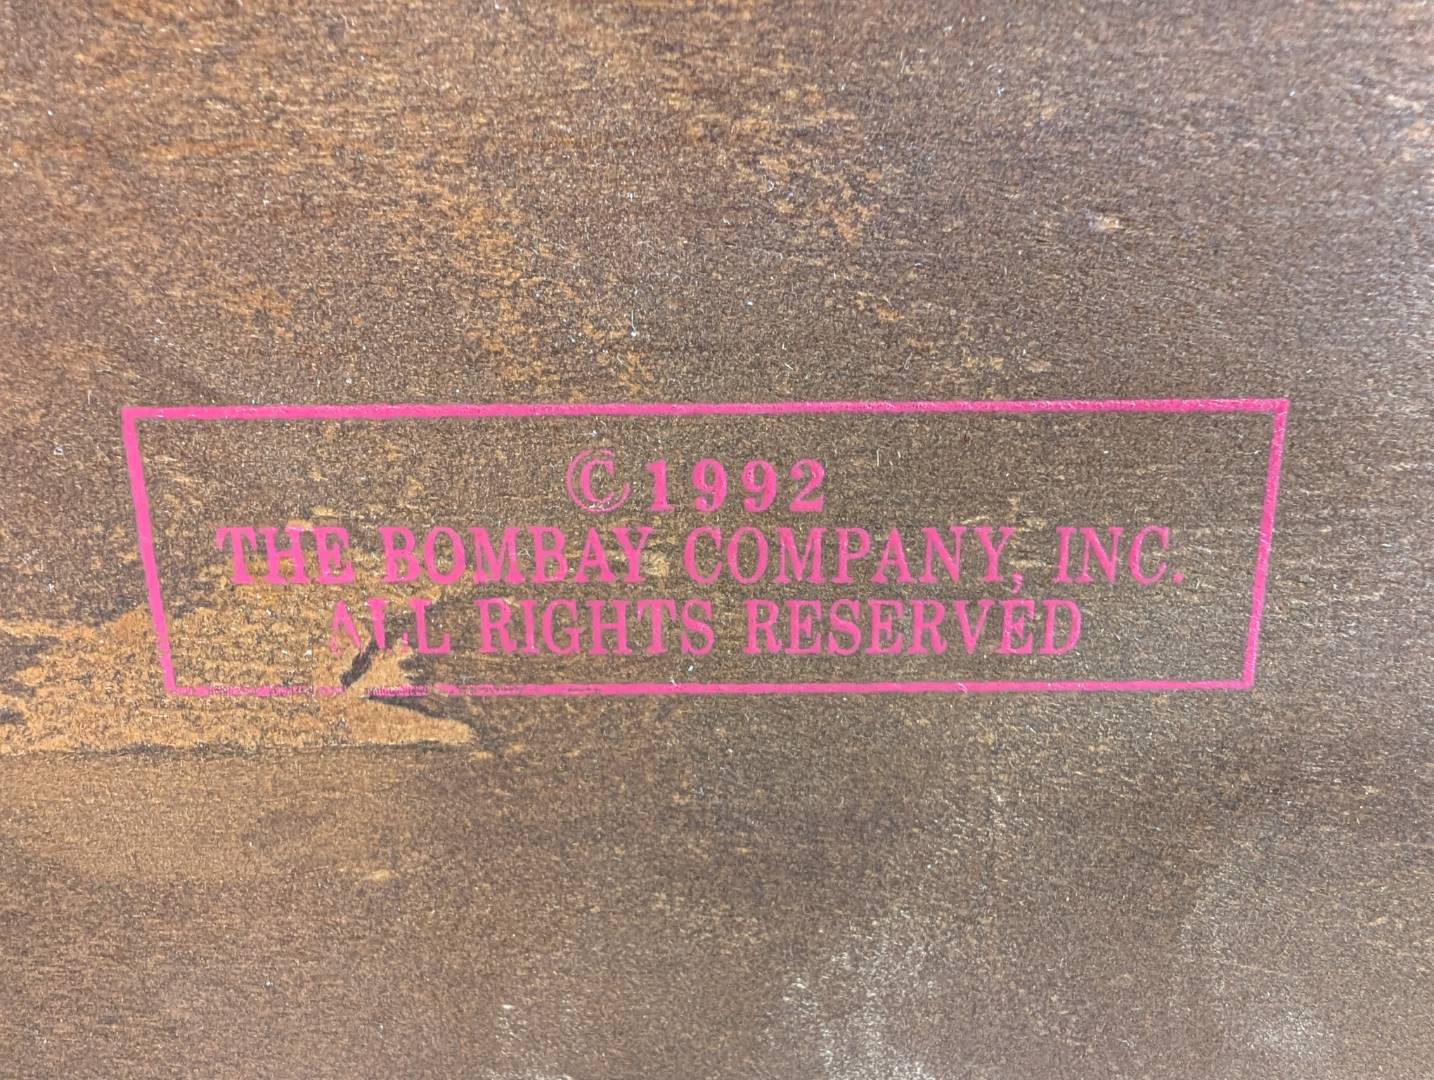 ©1992
THE BOMBAY COMPANY, INC.
ALL RIGHTS RESERVED